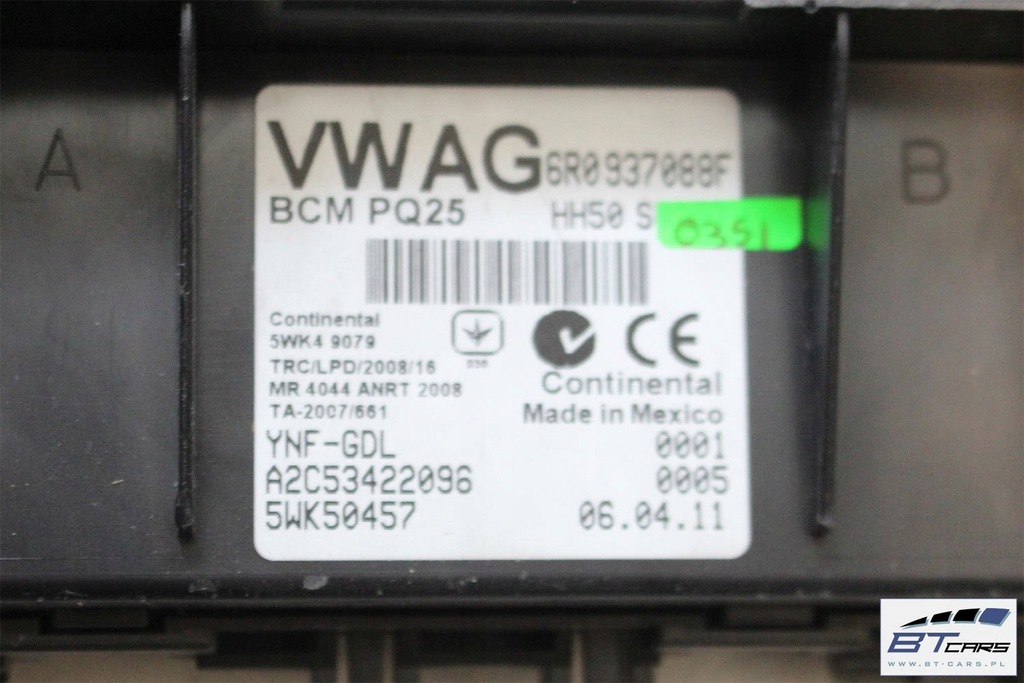 A
B
VWAG 6R0937088F
BCM PQ25 HH50 S
0351
Continental
5WK4 9079
TRC/LPD/2008/16
MR 4044 ANRT 2008
TA-2007/661
030
CE
Continental
Made in Mexico
YNF-GDL 0001
A2C53422096 0005
5WK50457 06.04.11
BT CARS
WWW.BT-CARS.PL